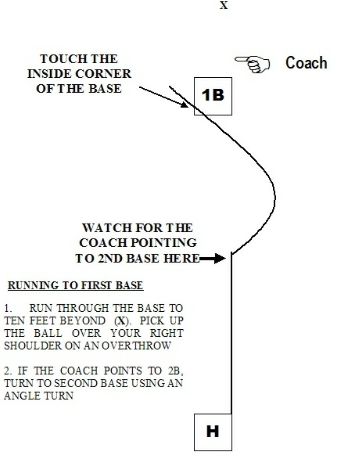 X
TOUCH THE
INSIDE CORNER
OF THE BASE
Coach
1B
WATCH FOR THE
COACH POINTING
TO 2ND BASE HERE
RUNNING TO FIRST BASE
1. RUN THROUGH THE BASE TO
TEN FEET BEYOND (X). PICK UP
THE BALL OVER YOUR RIGHT
SHOULDER ON AN OVERTHROW
2. IF THE COACH POINTS TO 2B,
TURN TO SECOND BASE USING AN
ANGLE TURN
H